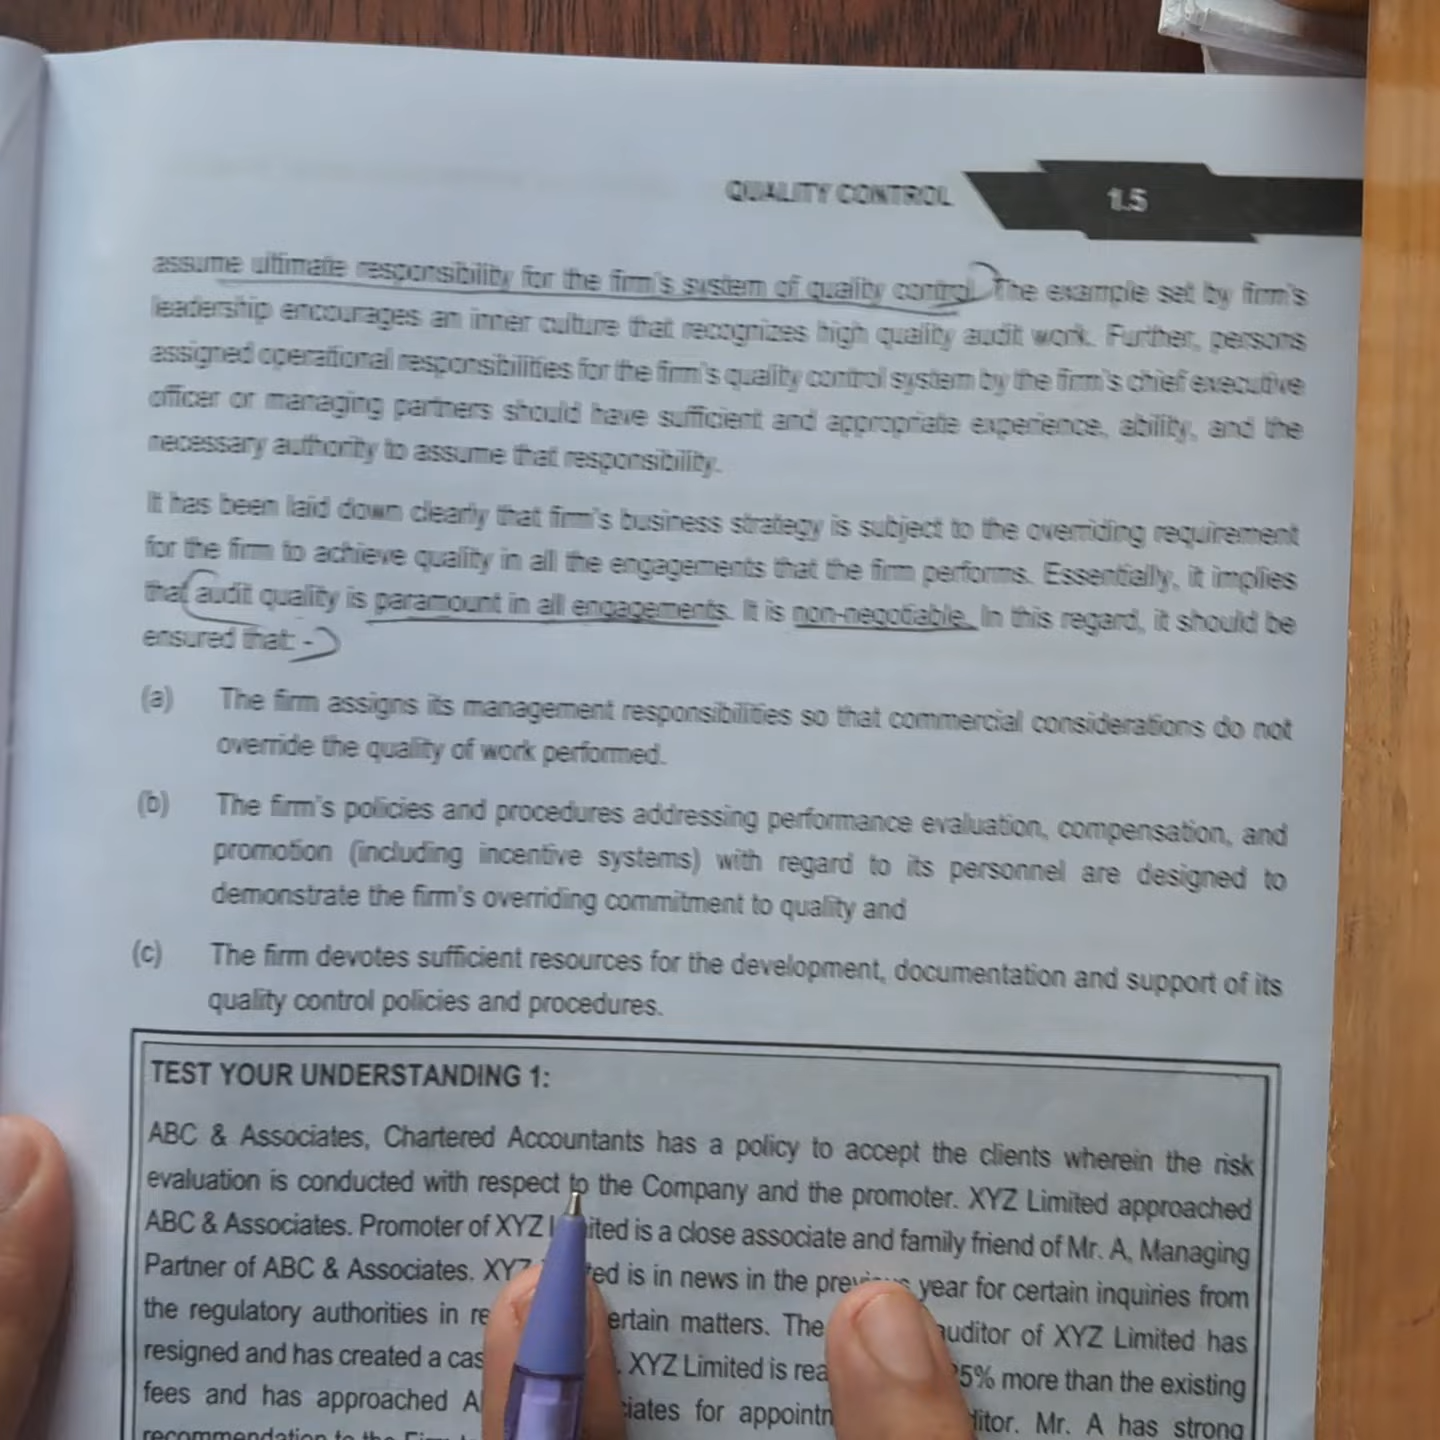 QUALITY CONTROL 1.5
assume ultimate responsibility for the firm's system of quality control. The example set by firm's
leadership encourages an inner culture that recognizes high quality audit work. Further, persons
assigned operational responsibilities for the firm's quality control system by the firm's chief executive
officer or managing partners should have sufficient and appropriate experience, ability, and the
necessary authority to assume that responsibility.
It has been laid down clearly that firm's business strategy is subject to the overriding requirement
for the firm to achieve quality in all the engagements that the firm performs. Essentially, it implies
that audit quality is paramount in all engagements. It is non-negotiable. In this regard, it should be
ensured that: -
(a) The firm assigns its management responsibilities so that commercial considerations do not
override the quality of work performed.
(b) The firm's policies and procedures addressing performance evaluation, compensation, and
promotion (including incentive systems) with regard to its personnel are designed to
demonstrate the firm's overriding commitment to quality and
(c) The firm devotes sufficient resources for the development, documentation and support of its
quality control policies and procedures.
TEST YOUR UNDERSTANDING 1:
ABC & Associates, Chartered Accountants has a policy to accept the clients wherein the risk
evaluation is conducted with respect to the Company and the promoter. XYZ Limited approached
ABC & Associates. Promoter of XYZ is a close associate and family friend of Mr. A, Managing
Partner of ABC & Associates. is in news in the year for certain inquiries from
the regulatory authorities in matters. The auditor of XYZ Limited has
resigned and has created a XYZ Limited is more than the existing
fees and has approached for Mr. A has strong
recommendation to the